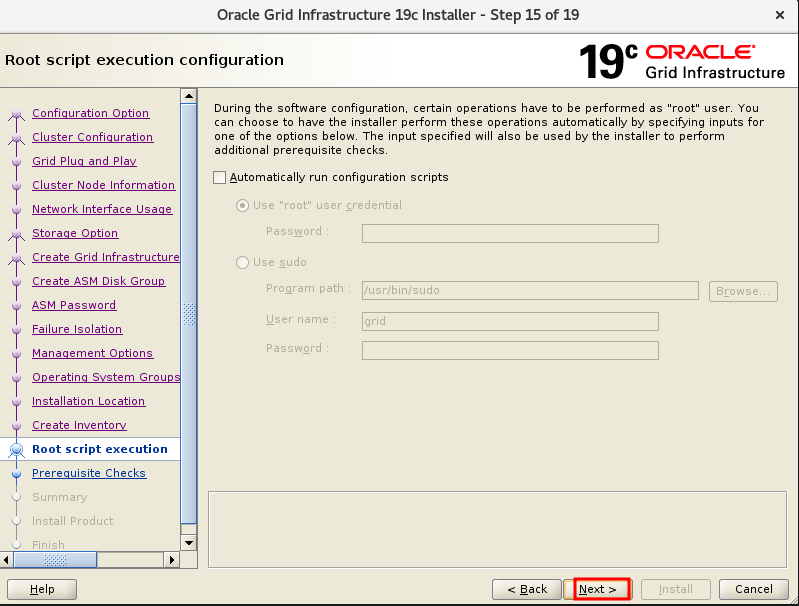 Oracle Grid Infrastructure 19c Installer - Step 15 of 19
Root script execution configuration
19c ORACLE
Grid Infrastructure
Configuration Option
Cluster Configuration
Grid Plug and Play
Cluster Node Information
Network Interface Usage
Storage Option
Create Grid Infrastructure
Create ASM Disk Group
ASM Password
Failure Isolation
Management Options
Operating System Groups
Installation Location
Create Inventory
Root script execution
Prerequisite Checks
Summary
Install Product
Finish
During the software configuration, certain operations have to be performed as "root" user. You
can choose to have the installer perform these operations automatically by specifying inputs for
one of the options below. The input specified will also be used by the installer to perform
additional prerequisite checks.
Automatically run configuration scripts
Use "root" user credential
Password :
Use sudo
Program path : /usr/bin/sudo Browse...
User name : grid
Password :
Help < Back Next > Install Cancel